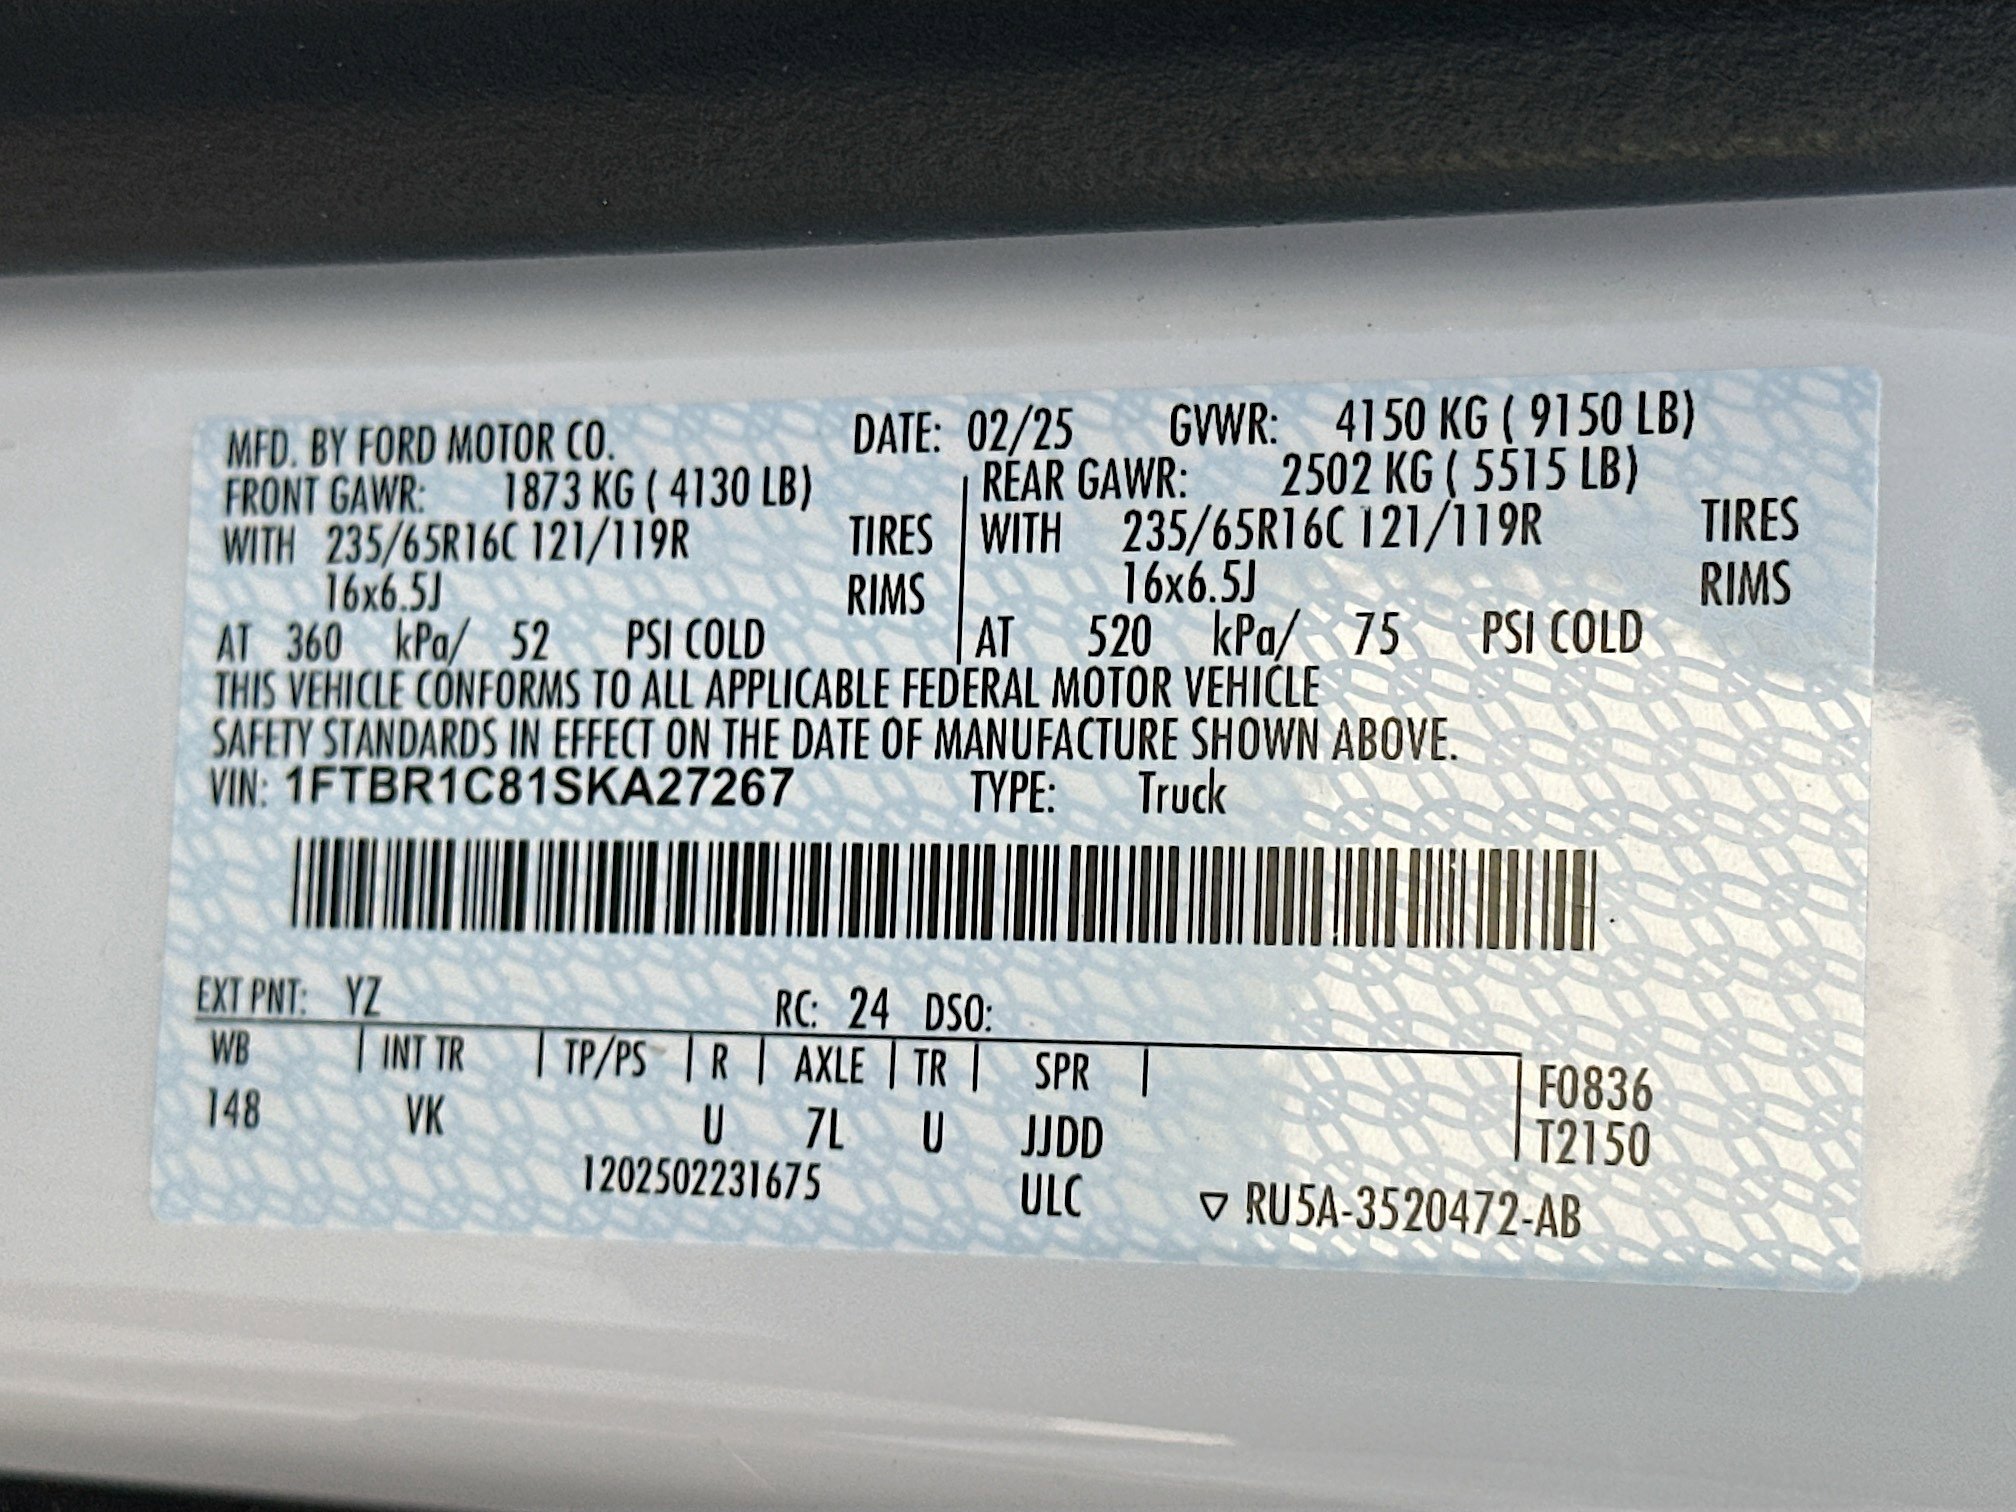 MFD. BY FORD MOTOR CO. DATE: 02/25 GVWR: 4150 KG ( 9150 LB)
FRONT GAWR: 1873 KG ( 4130 LB) REAR GAWR: 2502 KG ( 5515 LB)
WITH 235/65R16C 121/119R TIRES WITH 235/65R16C 121/119R TIRES
16x6.5J RIMS 16x6.5J RIMS
AT 360 kPa/ 52 PSI COLD AT 520 kPa/ 75 PSI COLD
THIS VEHICLE CONFORMS TO ALL APPLICABLE FEDERAL MOTOR VEHICLE
SAFETY STANDARDS IN EFFECT ON THE DATE OF MANUFACTURE SHOWN ABOVE.
VIN: 1FTBR1C81SKA27267 TYPE: Truck
EXT PNT: YZ RC: 24 DSO:
WB INT TR TP/PS R AXLE TR SPR F0836
148 VK U 7L U JJDD T2150
1202502231675 ULC ▽ RU5A-3520472-AB